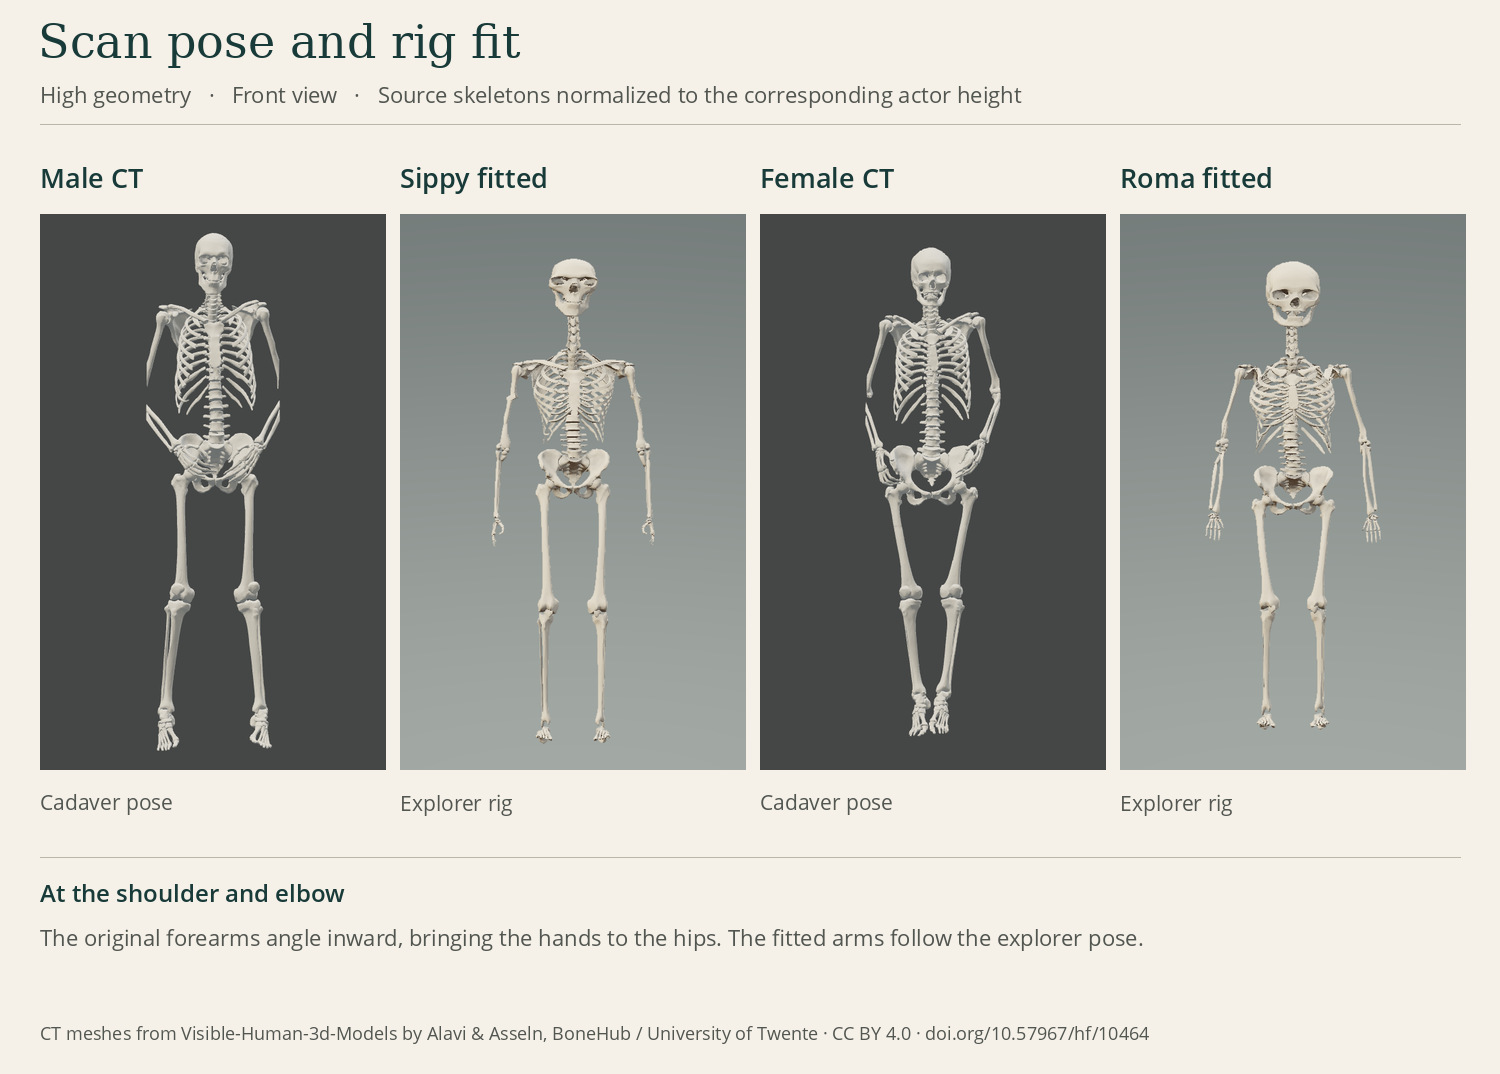 Scan pose and rig fit
High geometry · Front view · Source skeletons normalized to the corresponding actor height
Male CT
Sippy fitted
Female CT
Roma fitted
Cadaver pose
Explorer rig
Cadaver pose
Explorer rig
At the shoulder and elbow
The original forearms angle inward, bringing the hands to the hips. The fitted arms follow the explorer pose.
CT meshes from Visible-Human-3d-Models by Alavi & Asseln, BoneHub / University of Twente · CC BY 4.0 · doi.org/10.57967/hf/10464